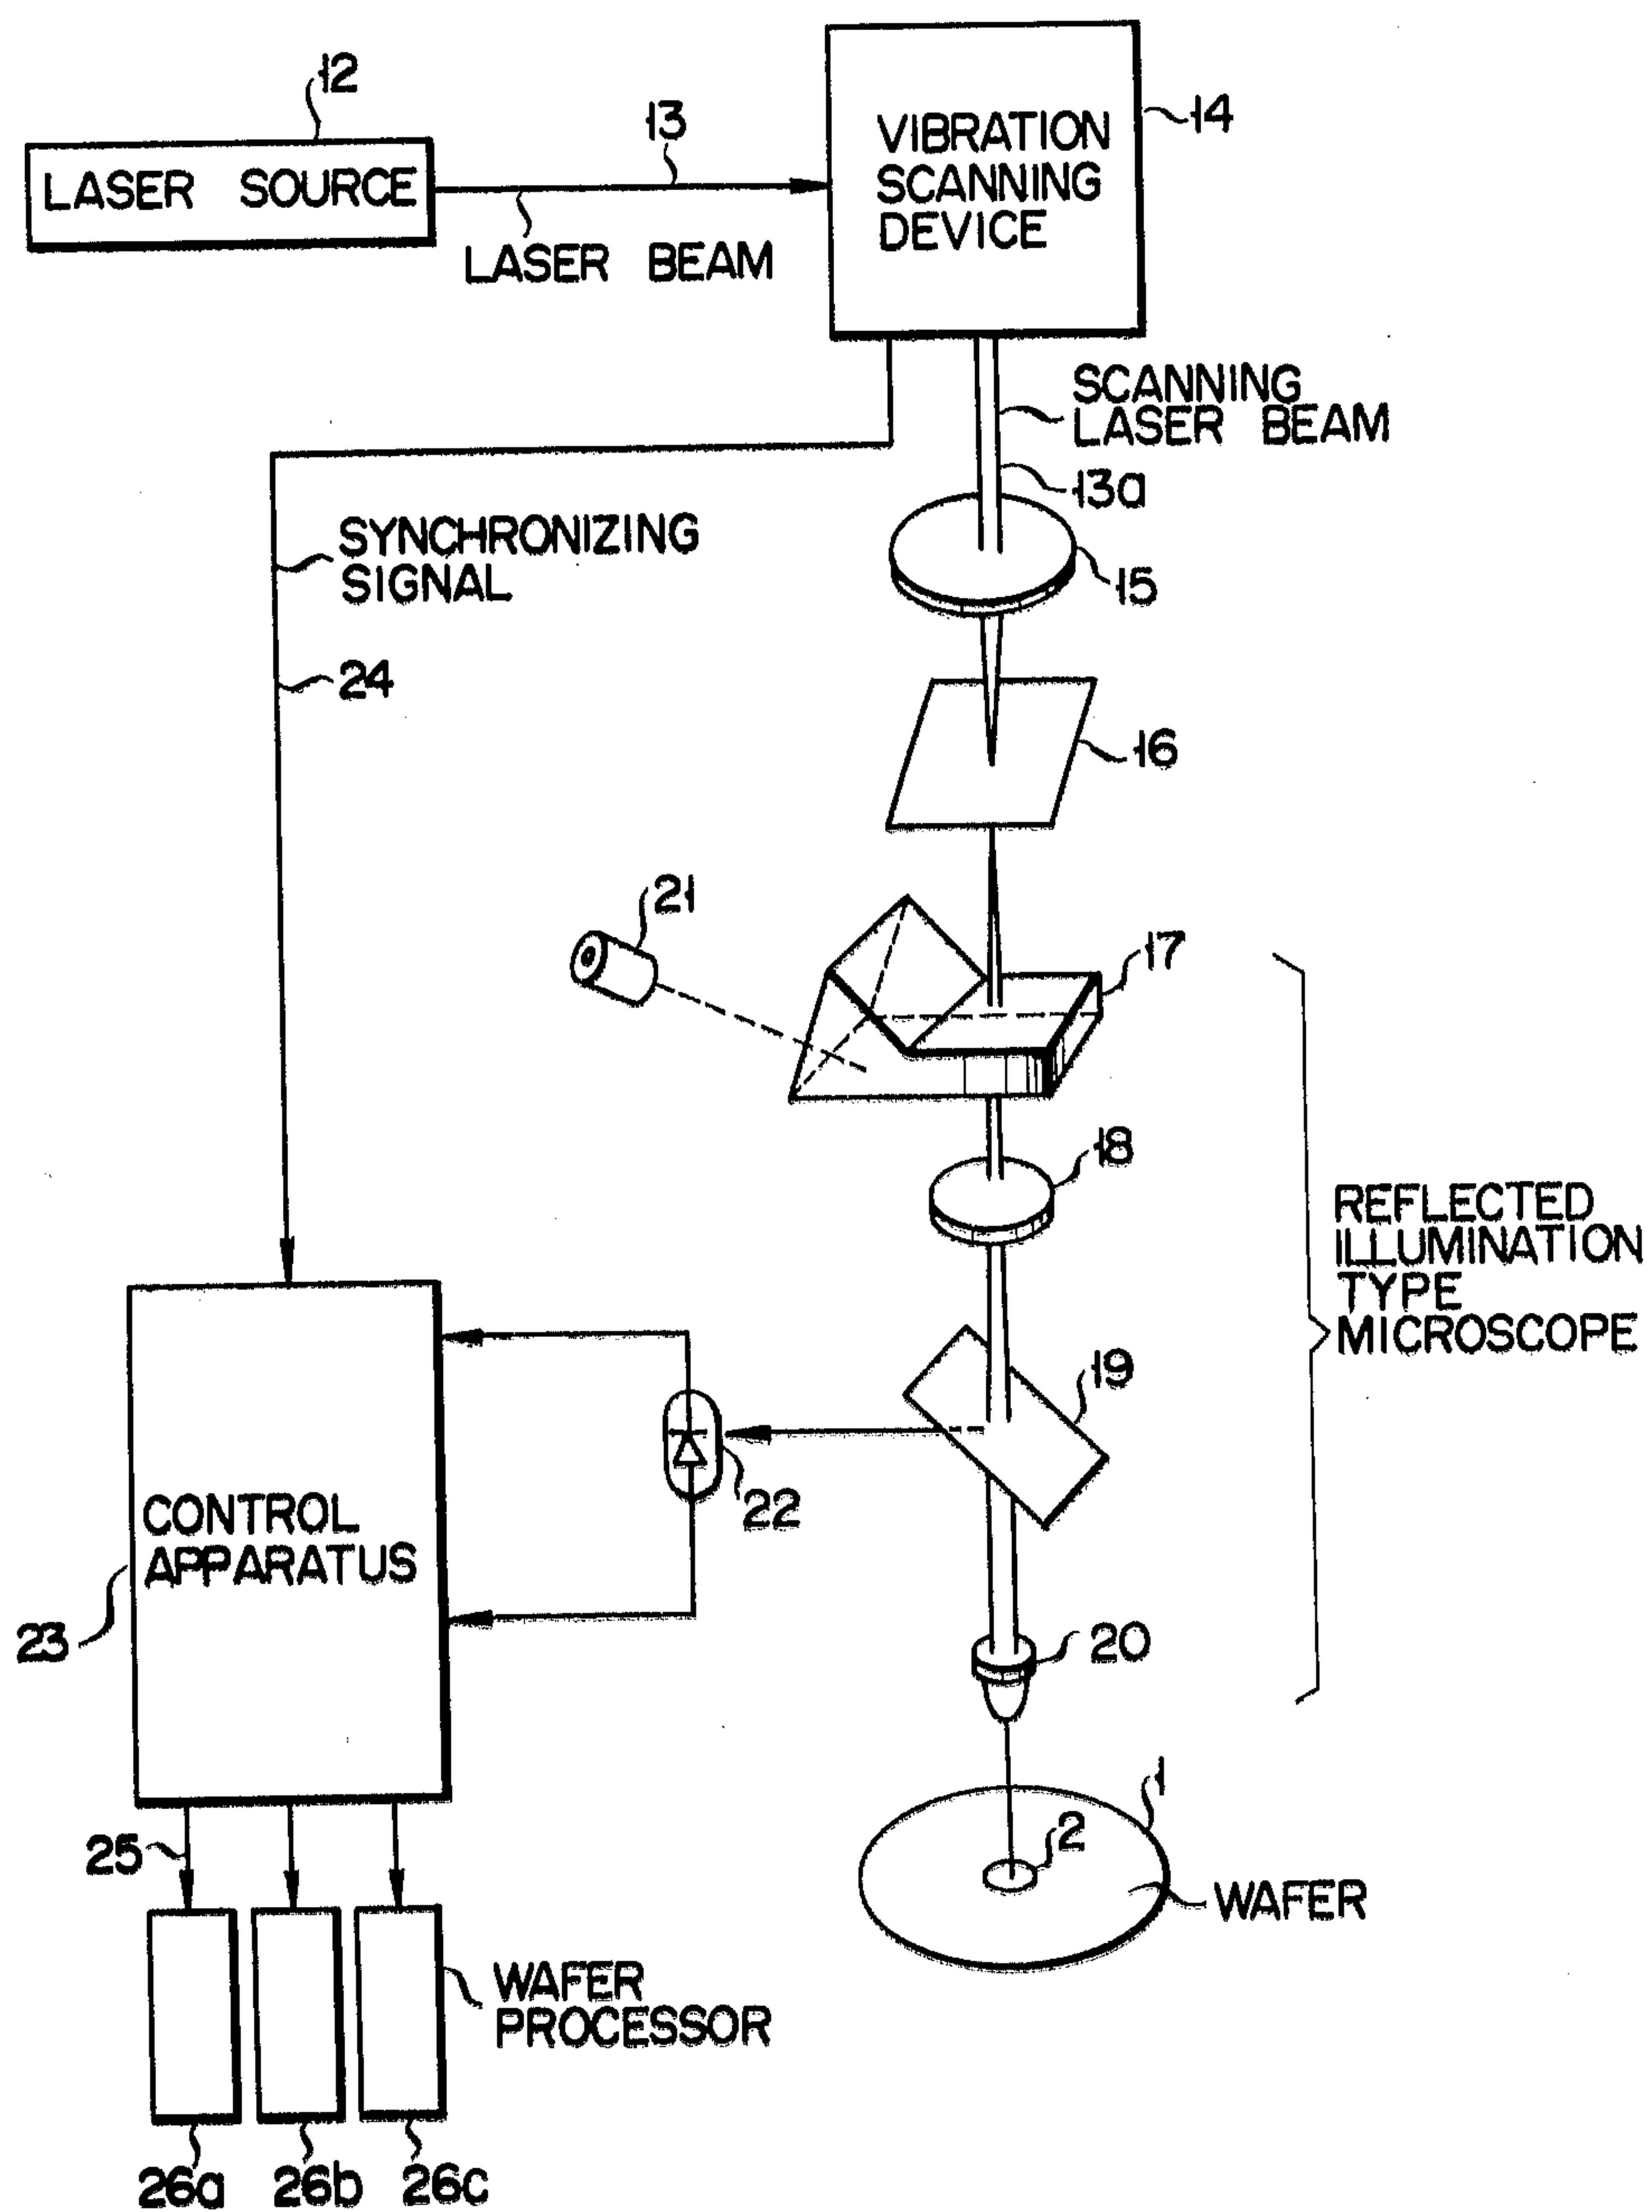 12
LASER SOURCE
13
LASER BEAM
VIBRATION
SCANNING
DEVICE
14
SCANNING
LASER BEAM
13a
15
SYNCHRONIZING
SIGNAL
24
16
21
17
18
REFLECTED
ILLUMINATION
TYPE
MICROSCOPE
19
22
CONTROL
APPARATUS
23
20
1
2
WAFER
25
WAFER
PROCESSOR
26a
26b
26c